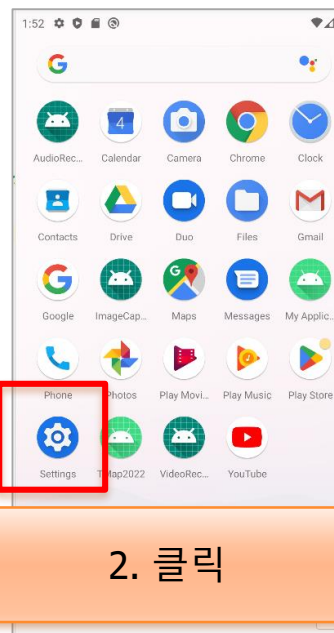 1:52
G
AudioRec... Calendar Camera Chrome Clock
4
Contacts Drive Duo Files Gmail
Google ImageCap... Maps Messages My Applic...
Phone Photos Play Movi... Play Music Play Store
Settings TMap2022 VideoRec... YouTube
2. 클릭